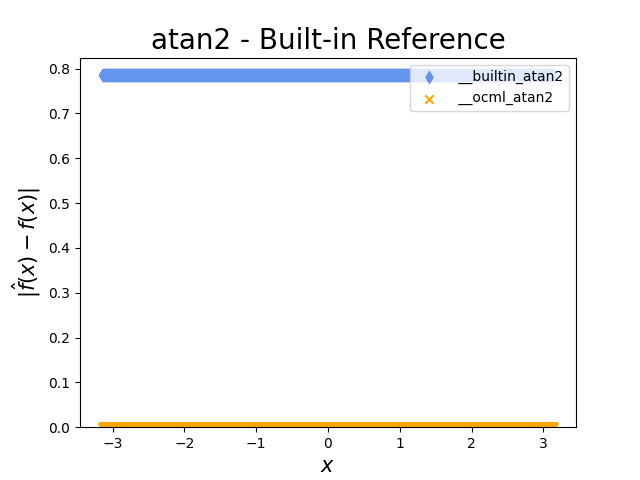 atan2 - Built-in Reference
0.8
0.7
0.6
0.5
0.4
0.3
0.2
0.1
0.0
|f̂(x) − f(x)|
__builtin_atan2
__ocml_atan2
−3 −2 −1 0 1 2 3
x